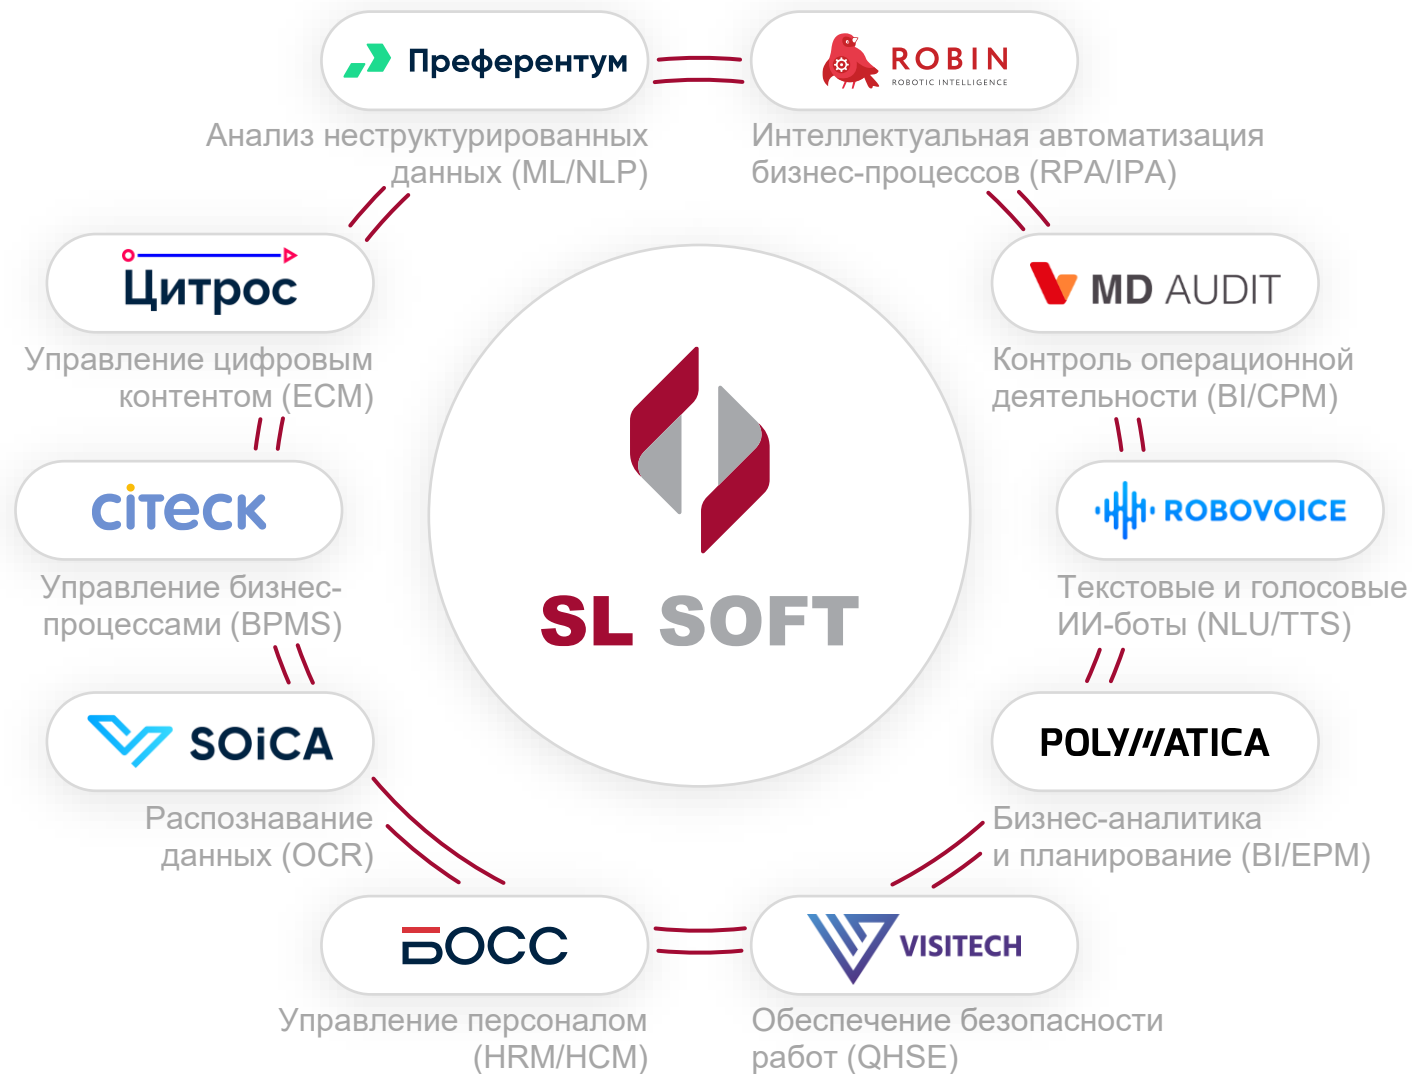 Преферентум
Анализ неструктурированных
данных (ML/NLP)
ROBIN
ROBOTIC INTELLIGENCE
Интеллектуальная автоматизация
бизнес-процессов (RPA/IPA)
Цитрос
Управление цифровым
контентом (ECM)
MD AUDIT
Контроль операционной
деятельности (BI/CPM)
citeck
Управление бизнес-
процессами (BPMS)
SL SOFT
ROBOVOICE
Текстовые и голосовые
ИИ-боты (NLU/TTS)
SOiCA
Распознавание
данных (OCR)
POLYMATICA
Бизнес-аналитика
и планирование (BI/EPM)
БОСС
Управление персоналом
(HRM/HCM)
VISITECH
Обеспечение безопасности
работ (QHSE)